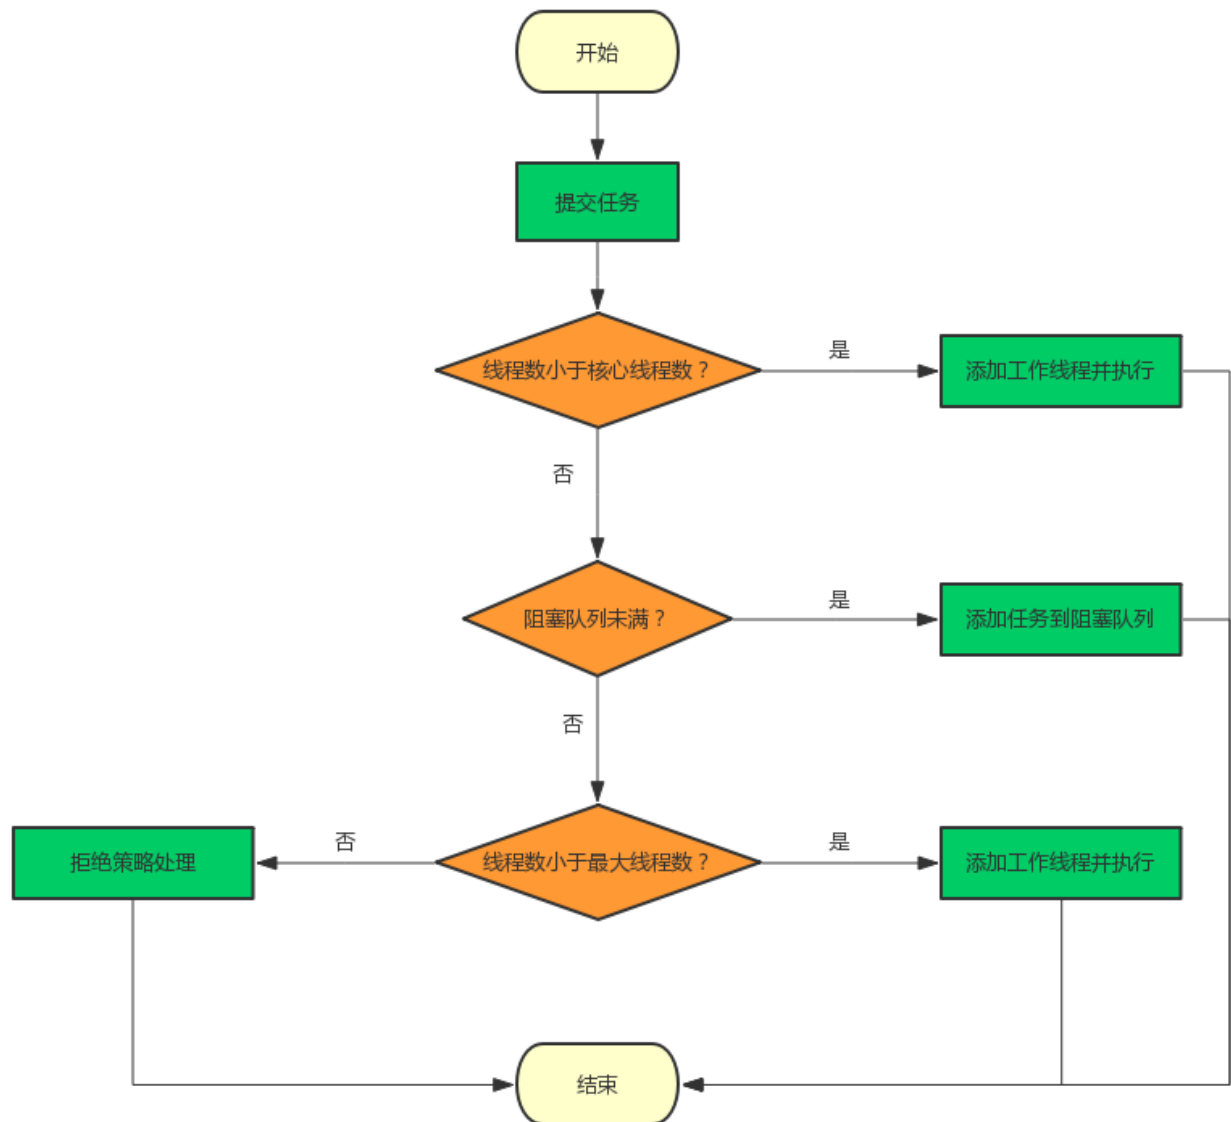 开始
提交任务
线程数小于核心线程数？
是
添加工作线程并执行
否
阻塞队列未满？
是
添加任务到阻塞队列
否
拒绝策略处理
否
线程数小于最大线程数？
是
添加工作线程并执行
结束